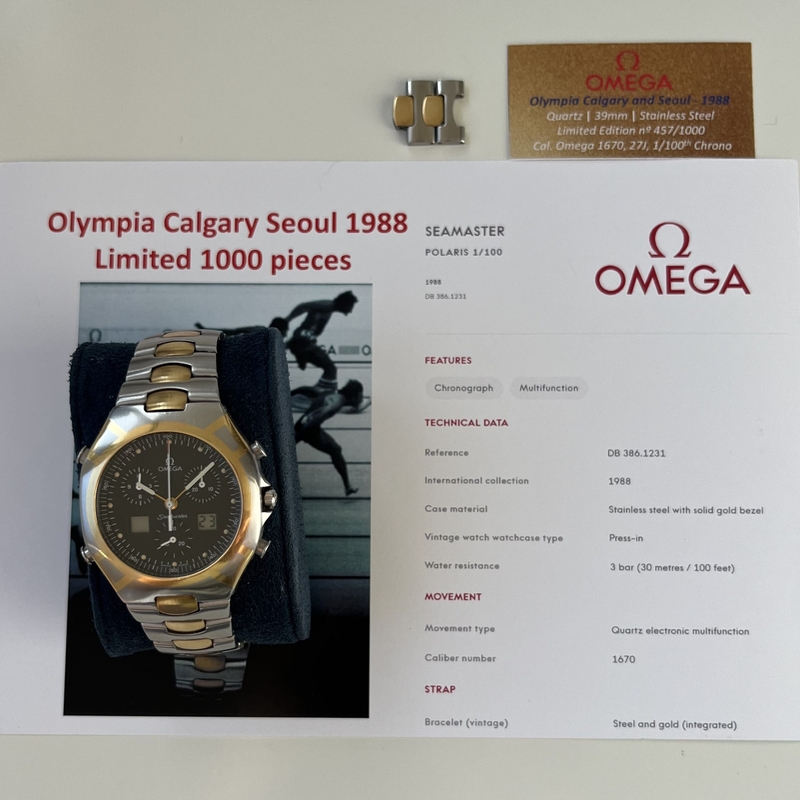 Ω
OMEGA
Olympia Calgary and Seoul - 1988
Quartz | 39mm | Stainless Steel
Limited Edition nº 457/1000
Cal. Omega 1670, 27J, 1/100th Chrono
Olympia Calgary Seoul 1988
Limited 1000 pieces
SEAMASTER
POLARIS 1/100
1988
DB 386.1231
Ω
OMEGA
FEATURES
Chronograph Multifunction
TECHNICAL DATA
Reference DB 386.1231
International collection 1988
Case material Stainless steel with solid gold bezel
Vintage watch watchcase type Press-in
Water resistance 3 bar (30 metres / 100 feet)
MOVEMENT
Movement type Quartz electronic multifunction
Caliber number 1670
STRAP
Bracelet (vintage) Steel and gold (integrated)
Ω
OMEGA
Seamaster
23
20